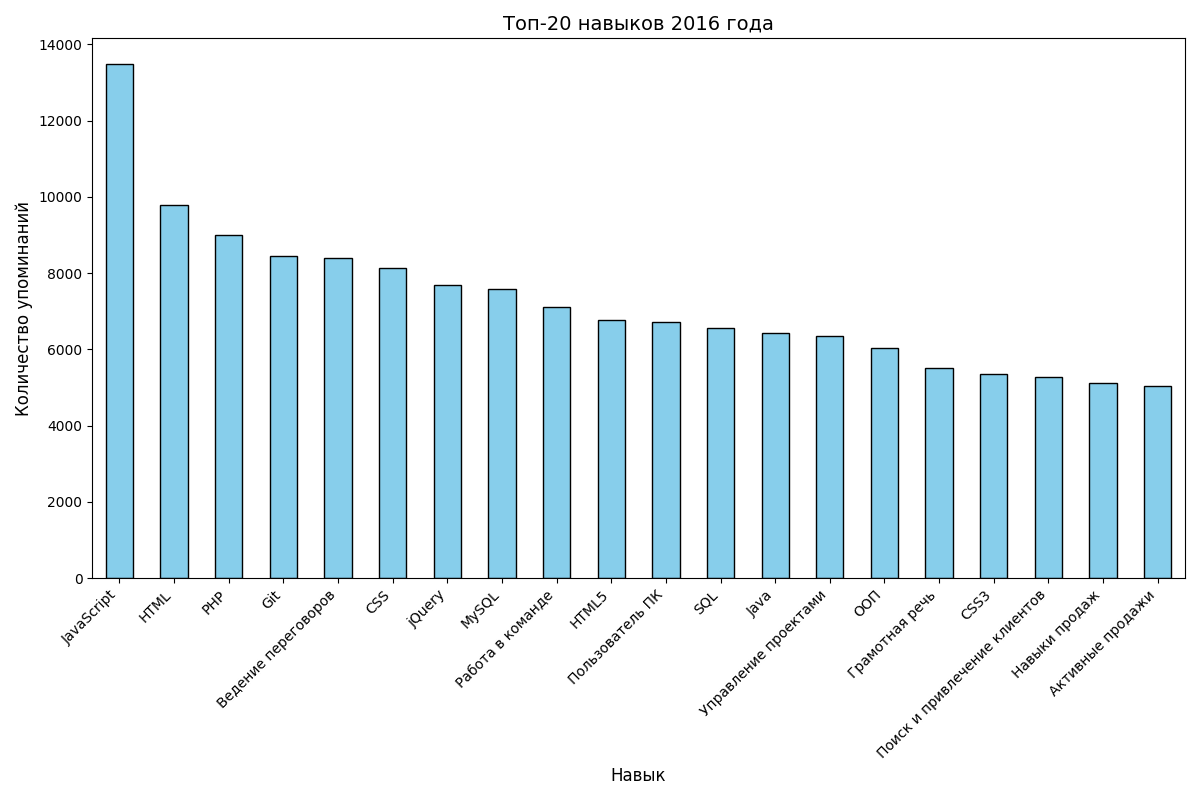 Топ-20 навыков 2016 года
Количество упоминаний
14000
12000
10000
8000
6000
4000
2000
0
JavaScript
HTML
PHP
Git
Ведение переговоров
CSS
jQuery
MySQL
Работа в команде
HTML5
Пользователь ПК
SQL
Java
Управление проектами
ООП
Грамотная речь
CSS3
Поиск и привлечение клиентов
Навыки продаж
Активные продажи
Навык